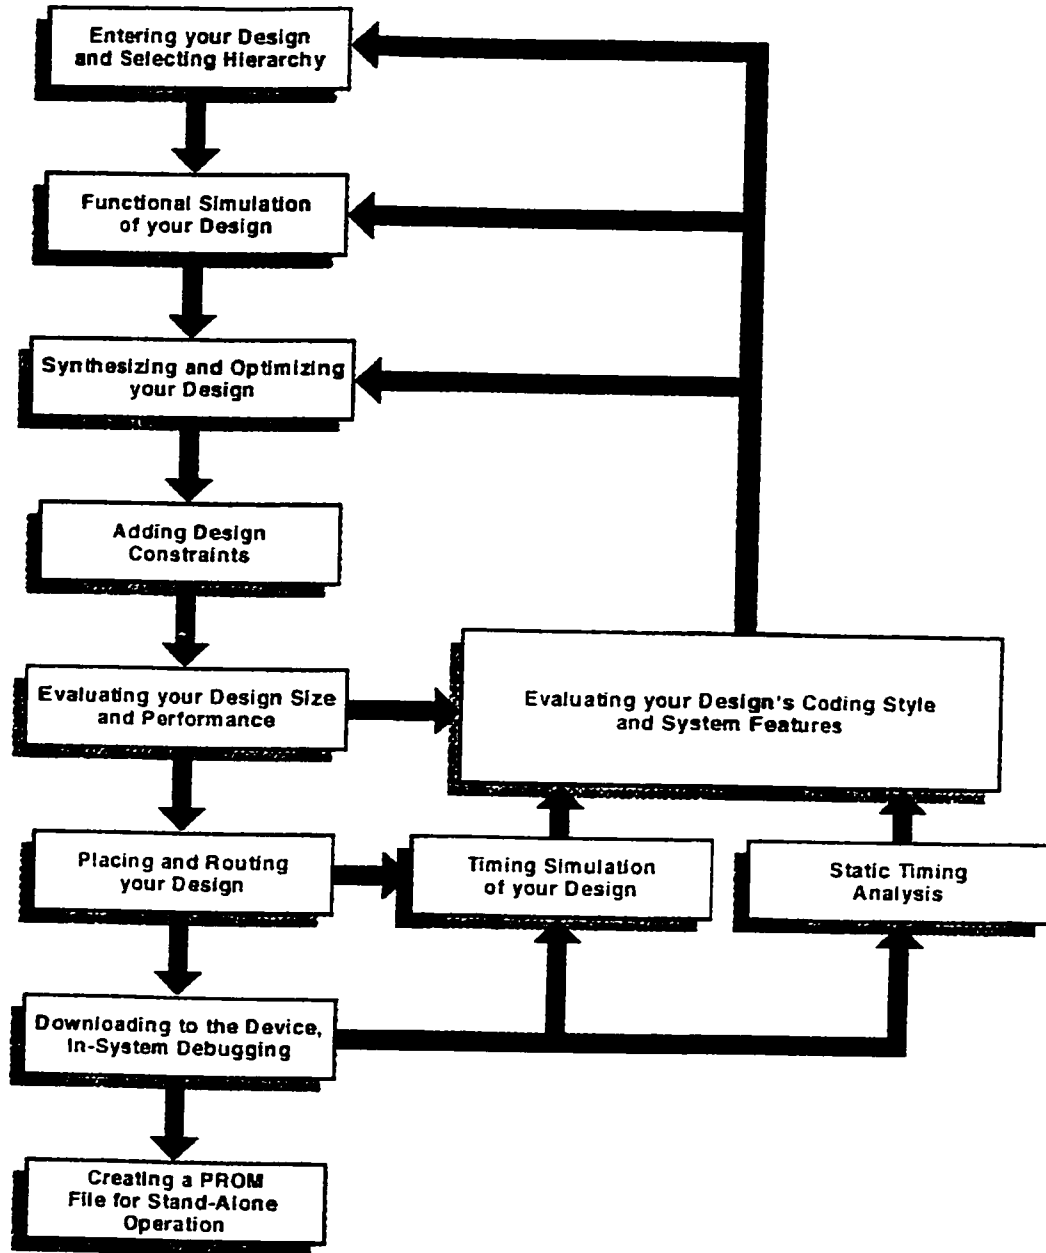 Entering your Design
and Selecting Hierarchy
Functional Simulation
of your Design
Synthesizing and Optimizing
your Design
Adding Design
Constraints
Evaluating your Design Size
and Performance
Evaluating your Design's Coding Style
and System Features
Placing and Routing
your Design
Timing Simulation
of your Design
Static Timing
Analysis
Downloading to the Device,
In-System Debugging
Creating a PROM
File for Stand-Alone
Operation